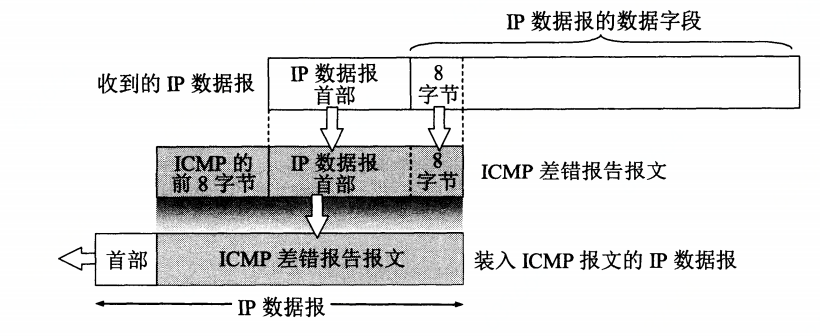 IP 数据报的数据字段
收到的 IP 数据报
IP 数据报
首部
8
字节
ICMP 的
前 8 字节
IP 数据报
首部
8
字节
ICMP 差错报告报文
首部
ICMP 差错报告报文
装入 ICMP 报文的 IP 数据报
IP 数据报